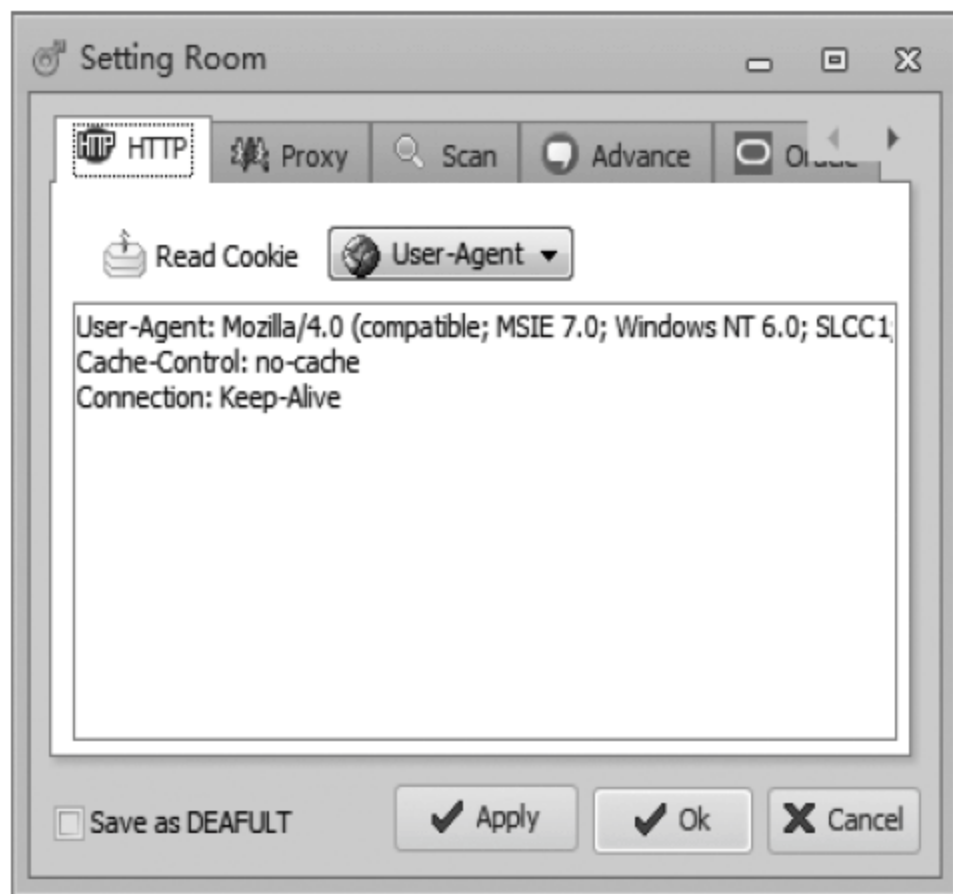 Setting Room
HTTP Proxy Scan Advance
Read Cookie User-Agent
User-Agent: Mozilla/4.0 (compatible; MSIE 7.0; Windows NT 6.0; SLCC1;
Cache-Control: no-cache
Connection: Keep-Alive
Save as DEAFULT Apply Ok Cancel